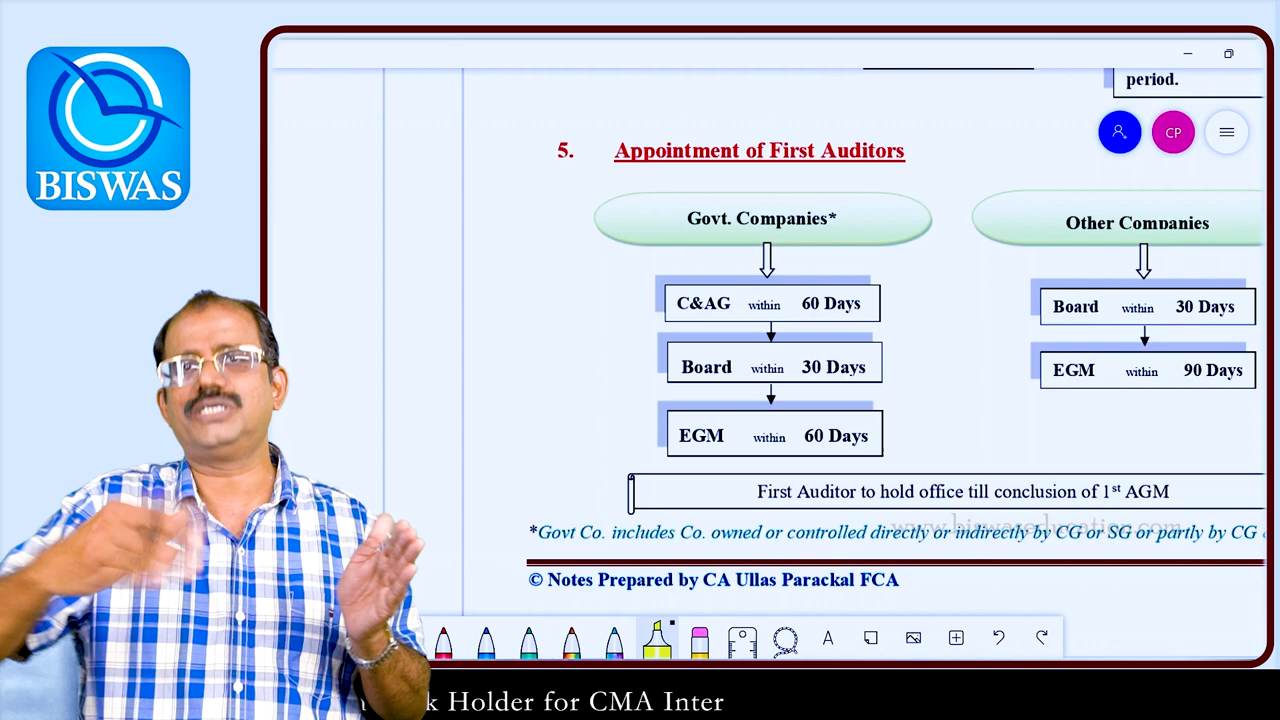 BISWAS
period.
CP
5. Appointment of First Auditors
Govt. Companies*
Other Companies
C&AG within 60 Days
Board within 30 Days
Board within 30 Days
EGM within 90 Days
EGM within 60 Days
First Auditor to hold office till conclusion of 1st AGM
www.biswaseducation.com
*Govt Co. includes Co. owned or controlled directly or indirectly by CG or SG or partly by CG
© Notes Prepared by CA Ullas Parackal FCA
A
k Holder for CMA Inter